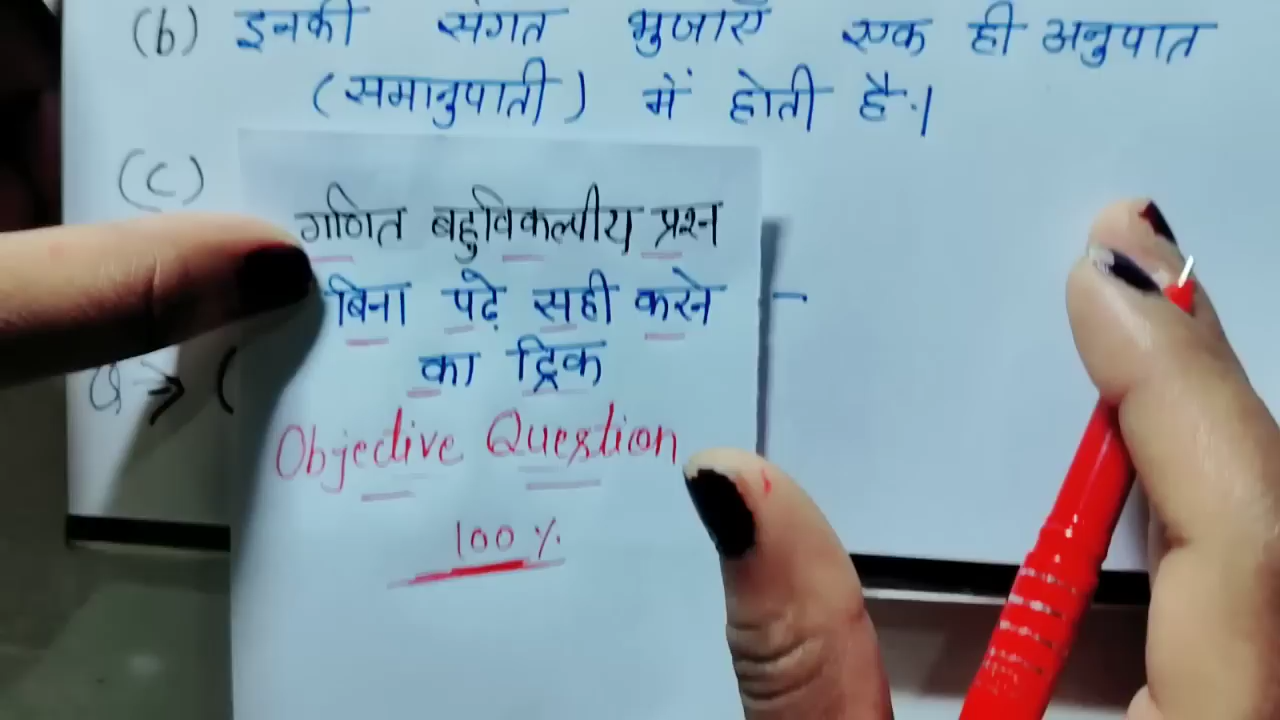 (b) इनकी संगत भुजाएँ एक ही अनुपात
(समानुपाती) में होती है।
(C)
गणित बहुविकल्पीय प्रश्न
बिना पढ़े सही करने
का ट्रिक
Objective Question
100 %.
Q → (